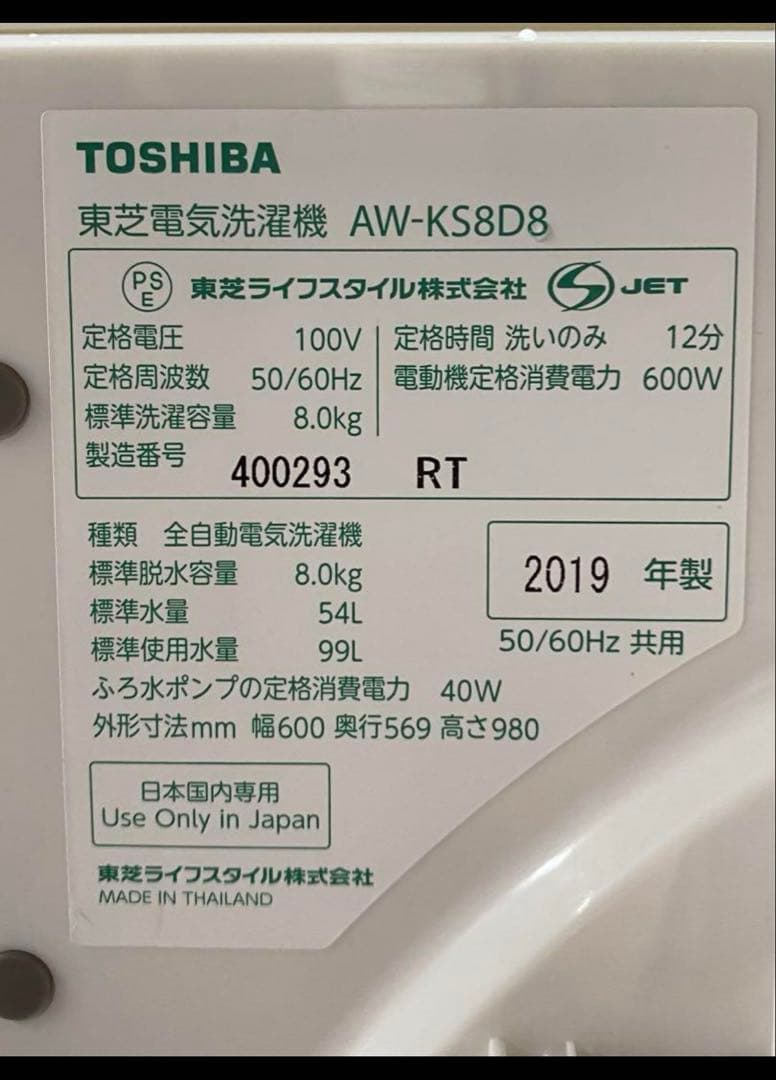 TOSHIBA
東芝電気洗濯機 AW-KS8D8
PS E 東芝ライフスタイル株式会社 S JET
定格電圧 100V 定格時間 洗いのみ 12分
定格周波数 50/60Hz 電動機定格消費電力 600W
標準洗濯容量 8.0kg
製造番号 400293 RT
種類 全自動電気洗濯機
標準脱水容量 8.0kg
2019 年製
標準水量 54L
標準使用水量 99L
50/60Hz 共用
ふろ水ポンプの定格消費電力 40W
外形寸法mm 幅600 奥行569 高さ980
日本国内専用
Use Only in Japan
東芝ライフスタイル株式会社
MADE IN THAILAND